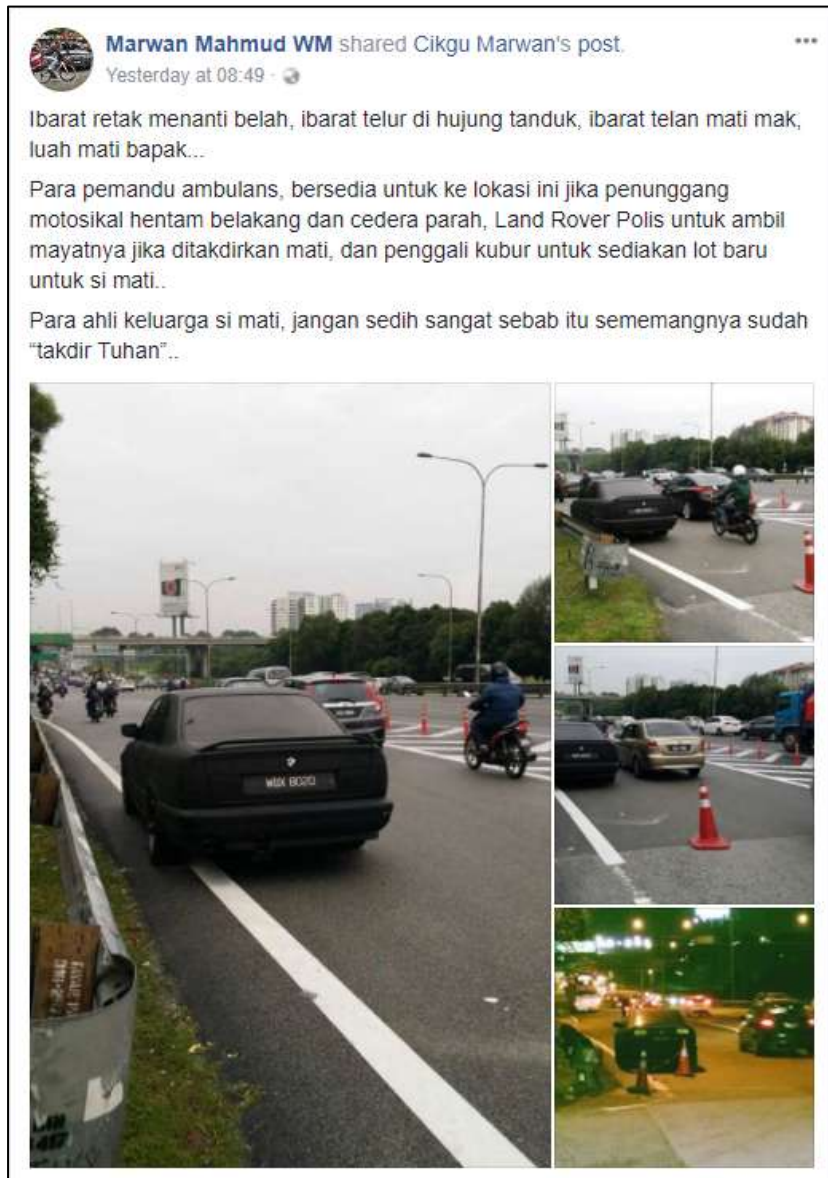 Marwan Mahmud WM shared Cikgu Marwan's post.
Yesterday at 08:49
Ibarat retak menanti belah, ibarat telur di hujung tanduk, ibarat telan mati mak,
luah mati bapak...
Para pemandu ambulans, bersedia untuk ke lokasi ini jika penunggang
motosikal hentam belakang dan cedera parah, Land Rover Polis untuk ambil
mayatnya jika ditakdirkan mati, dan penggali kubur untuk sediakan lot baru
untuk si mati..
Para ahli keluarga si mati, jangan sedih sangat sebab itu sememangnya sudah
“takdir Tuhan”..